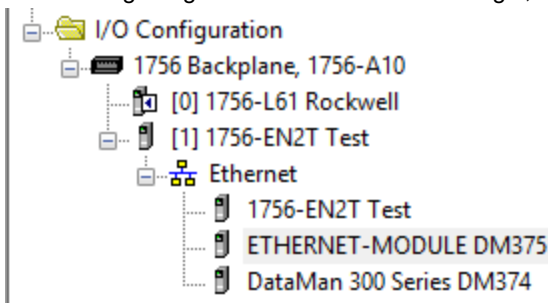 I/O Configuration
1756 Backplane, 1756-A10
[0] 1756-L61 Rockwell
[1] 1756-EN2T Test
Ethernet
1756-EN2T Test
ETHERNET-MODULE DM375
DataMan 300 Series DM374